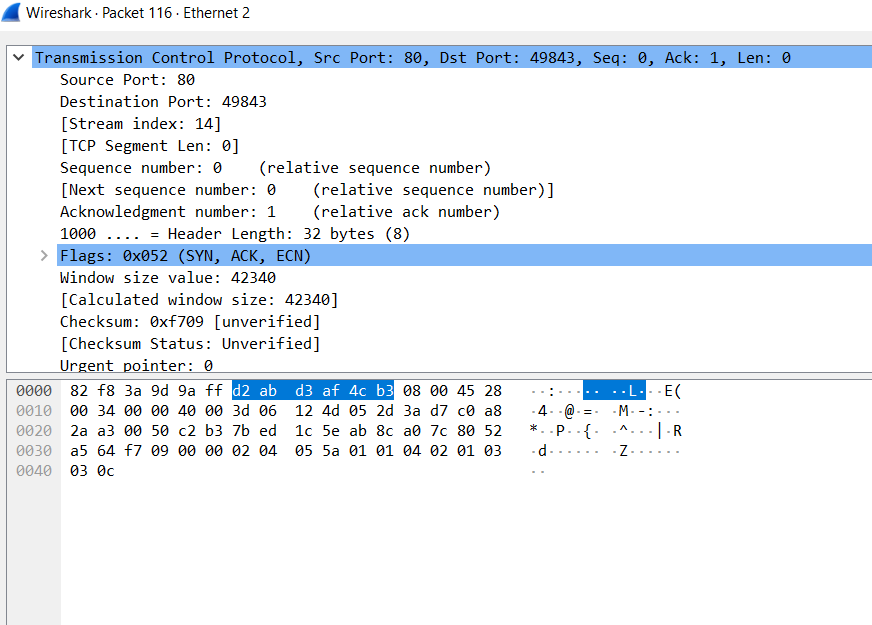 Wireshark · Packet 116 · Ethernet 2
Transmission Control Protocol, Src Port: 80, Dst Port: 49843, Seq: 0, Ack: 1, Len: 0
Source Port: 80
Destination Port: 49843
[Stream index: 14]
[TCP Segment Len: 0]
Sequence number: 0    (relative sequence number)
[Next sequence number: 0    (relative sequence number)]
Acknowledgment number: 1    (relative ack number)
1000 .... = Header Length: 32 bytes (8)
Flags: 0x052 (SYN, ACK, ECN)
Window size value: 42340
[Calculated window size: 42340]
Checksum: 0xf709 [unverified]
[Checksum Status: Unverified]
Urgent pointer: 0
0000  82 f8 3a 9d 9a ff d2 ab  d3 af 4c b3 08 00 45 28   ··:····· ··L···E(
0010  00 34 00 00 40 00 3d 06  12 4d 05 2d 3a d7 c0 a8   ·4··@·=· ·M·-:···
0020  2a a3 00 50 c2 b3 7b ed  1c 5e ab 8c a0 7c 80 52   *··P··{· ·^···|·R
0030  a5 64 f7 09 00 00 02 04  05 5a 01 01 04 02 01 03   ·d······ ·Z······
0040  03 0c   ··